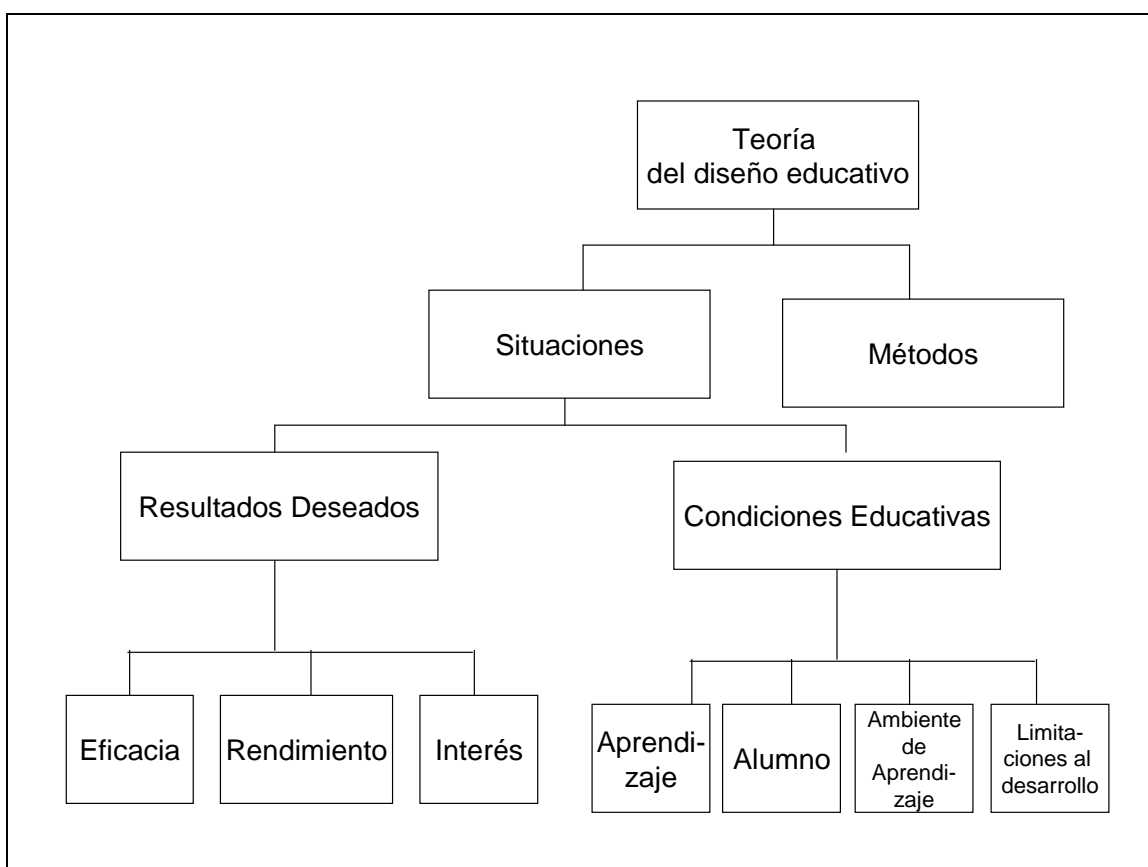 Teoría
del diseño educativo
Situaciones
Métodos
Resultados Deseados
Condiciones Educativas
Eficacia
Rendimiento
Interés
Aprendi-
zaje
Alumno
Ambiente
de
Aprendi-
zaje
Limita-
ciones al
desarrollo